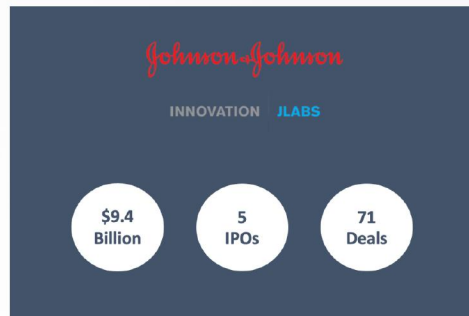 Johnson+Johnson
INNOVATION | JLABS
$9.4
Billion
5
IPOs
71
Deals